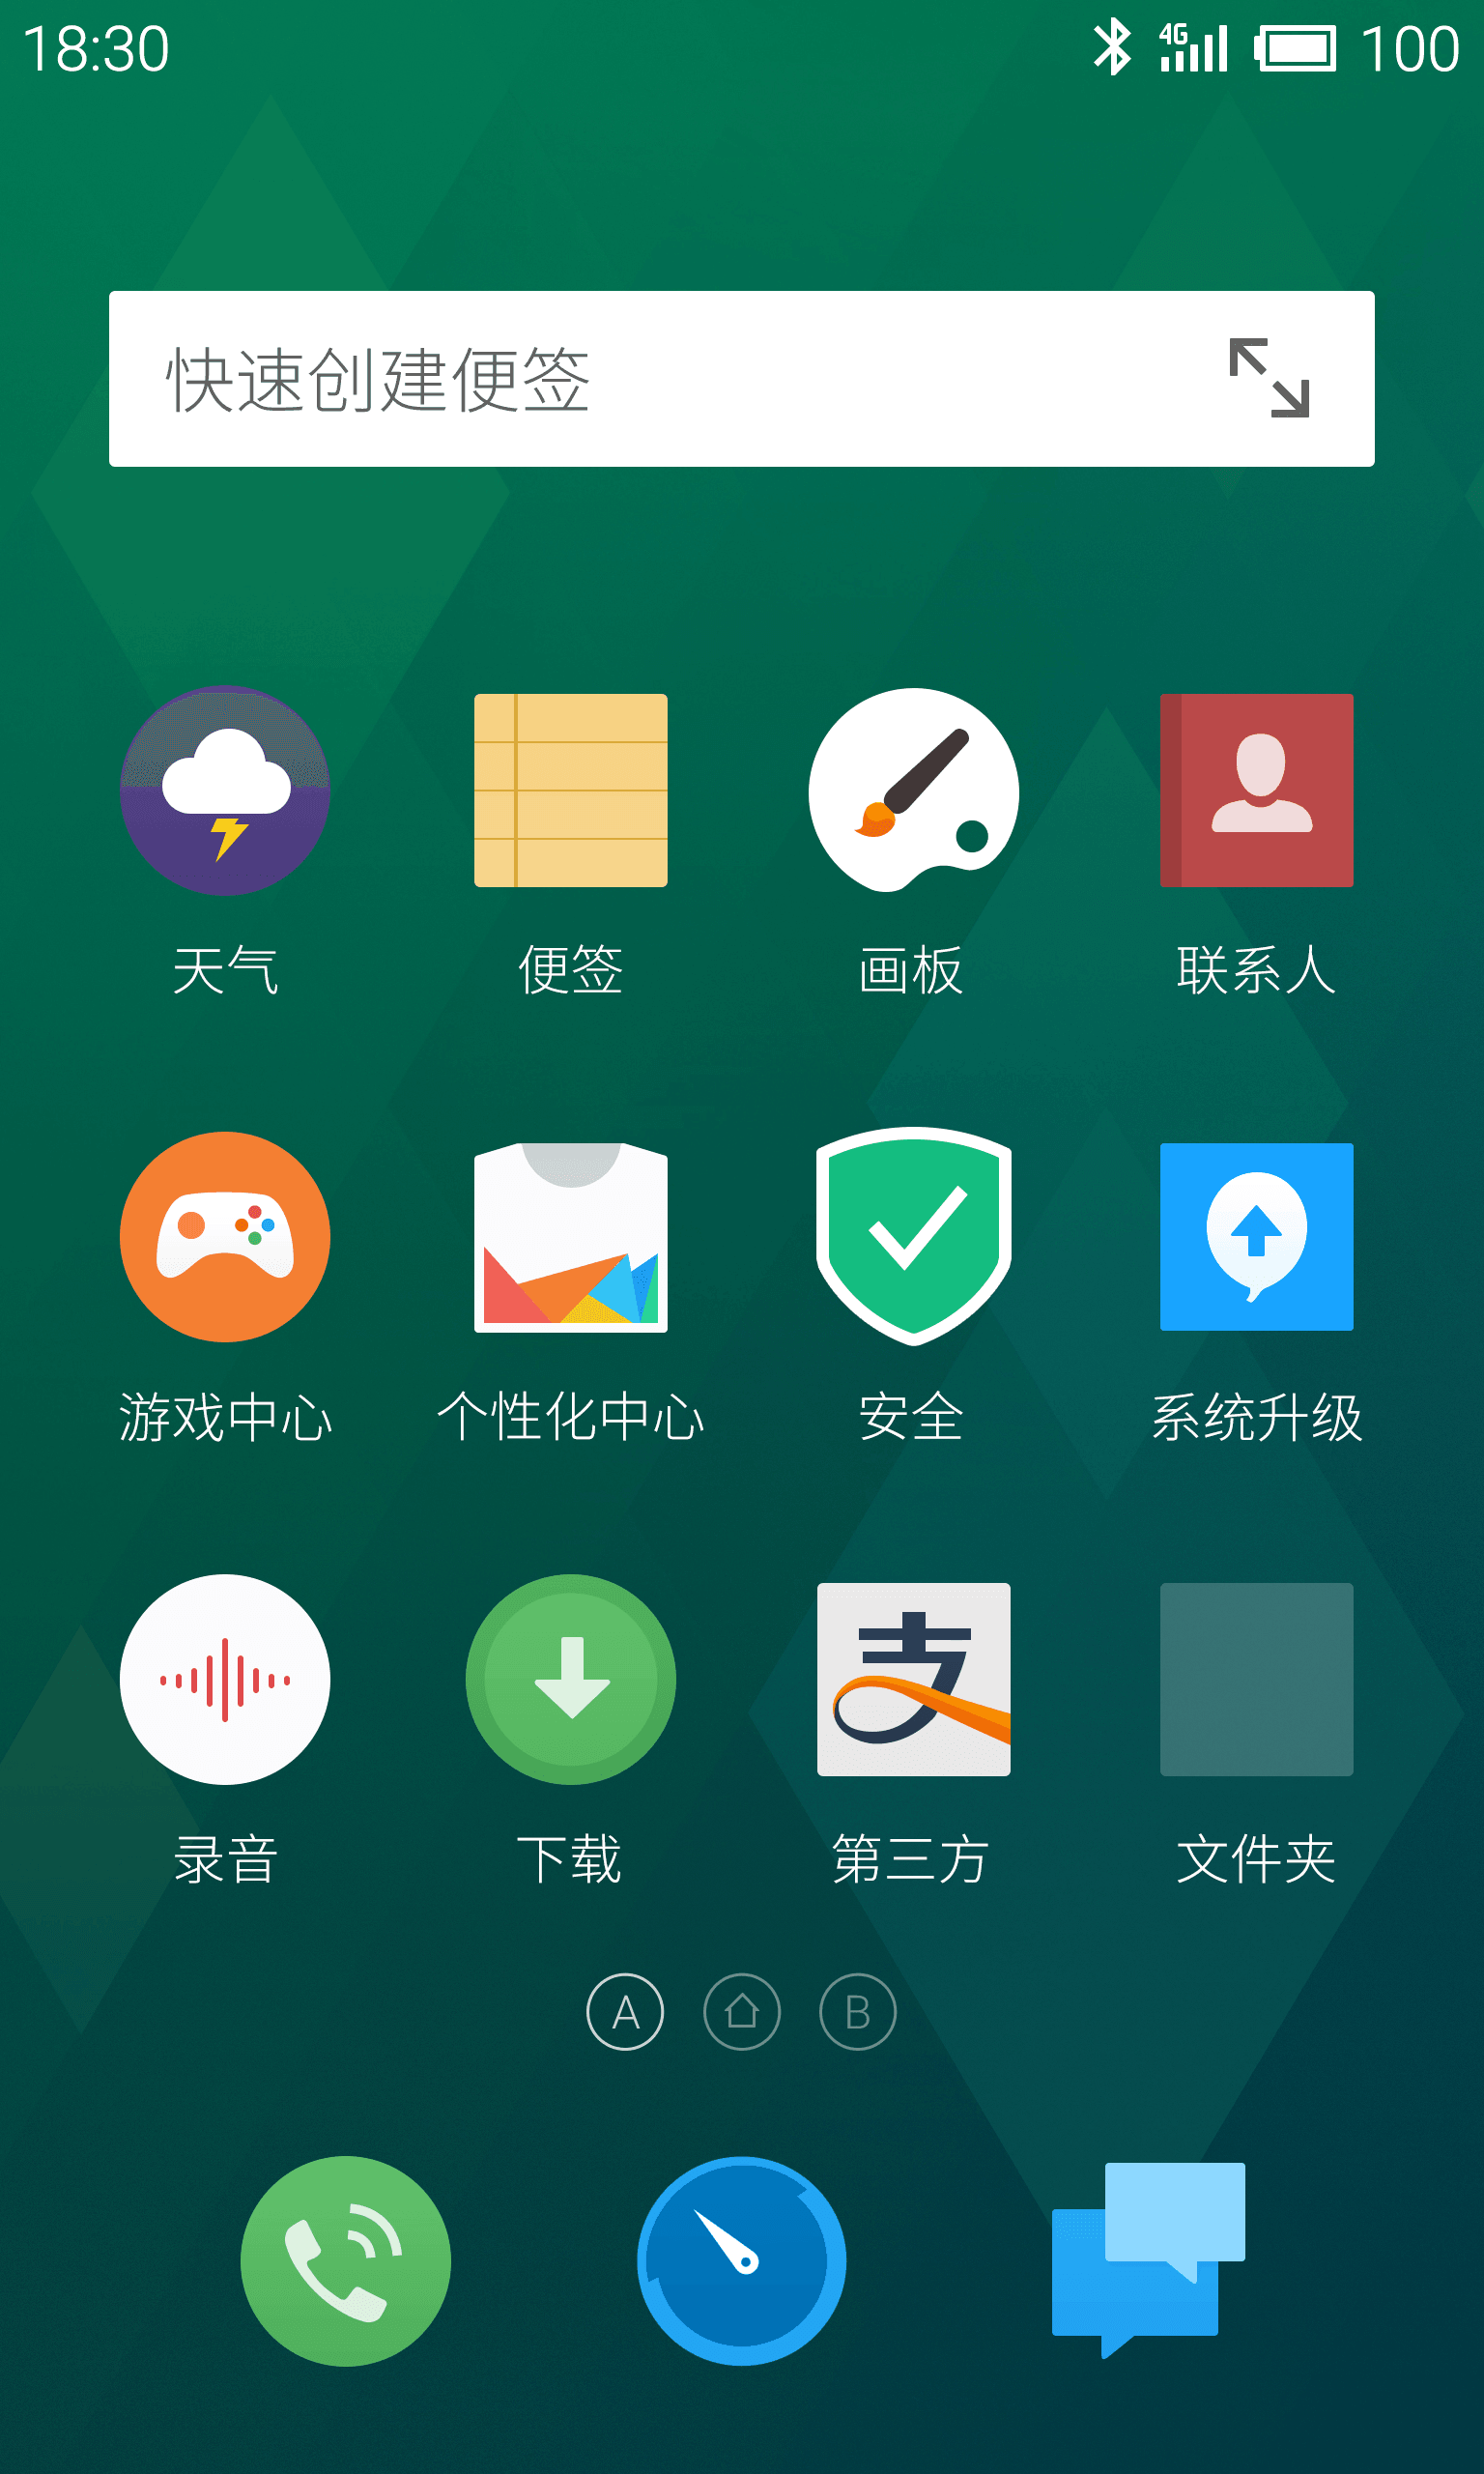 18:30 4G 100
快速创建便签
天气 便签 画板 联系人
游戏中心 个性化中心 安全 系统升级
支
录音 下载 第三方 文件夹
A B